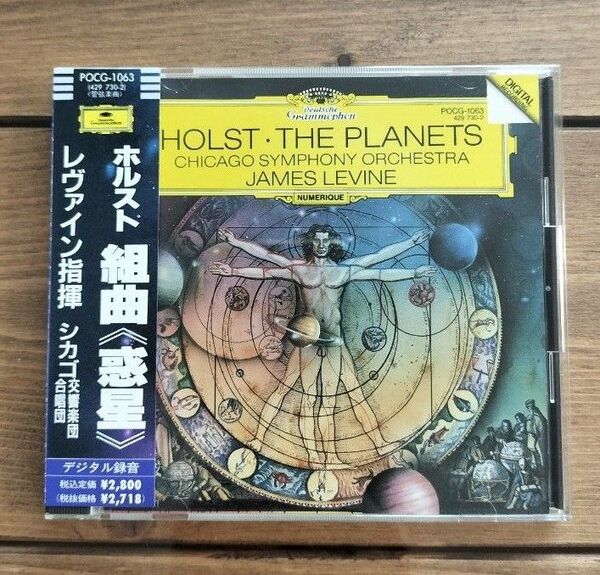 POCG-1063
(429 730-2)
〈管弦楽曲〉
Deutsche
Grammophon
ホルスト
組曲《惑星》
レヴァイン指揮
シカゴ交響楽団
合唱団
デジタル録音
税込定価 ¥2,800
(税抜価格 ¥2,718)
Deutsche
Grammophon
POCG-1063
429 730-2
DIGITAL
HOLST · THE PLANETS
CHICAGO SYMPHONY ORCHESTRA
JAMES LEVINE
NUMERIQUE